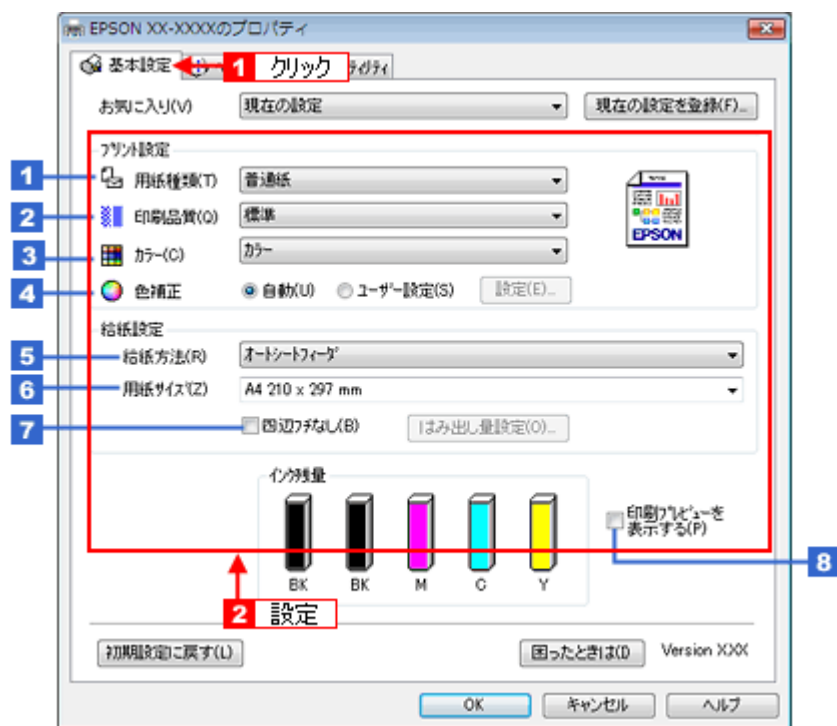 EPSON XX-XXXXのプロパティ
基本設定
1 クリック
ティリティ
お気に入り(V)
現在の設定
現在の設定を登録(F)...
プリント設定
1
用紙種類(T)
普通紙
2
印刷品質(Q)
標準
3
カラー(C)
カラー
4
色補正
自動(U)
ユーザー設定(S)
設定(E)...
EPSON
給紙設定
5
給紙方法(R)
オートシートフィーダ
6
用紙サイズ(Z)
A4 210 x 297 mm
7
四辺フチなし(B)
はみ出し量設定(O)...
インク残量
BK
BK
M
C
Y
印刷プレビューを
表示する(P)
8
2 設定
初期設定に戻す(L)
困ったときは(I)
Version XXX
OK
キャンセル
ヘルプ